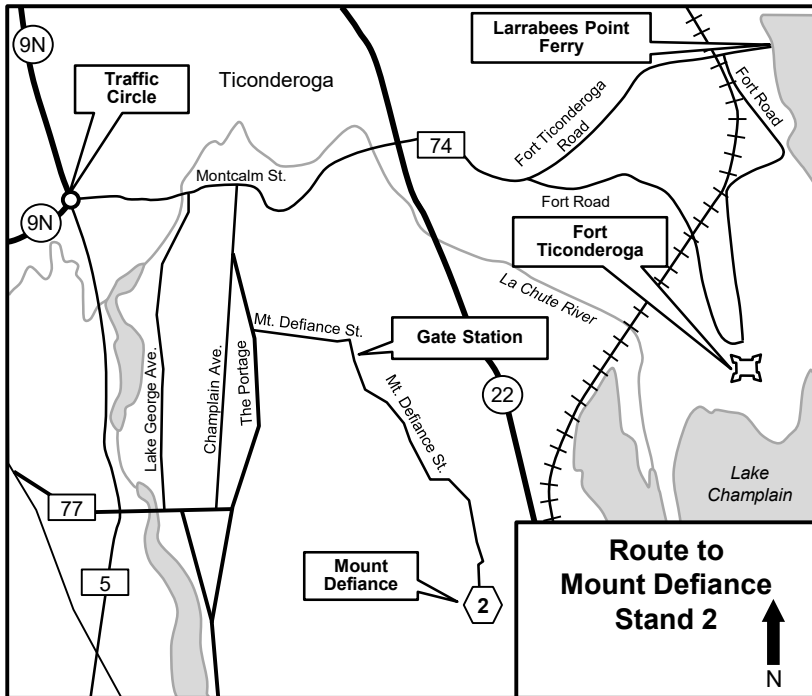 9N
Traffic
Circle
Ticonderoga
Larrabees Point
Ferry
Fort Ticonderoga
Road
Fort Road
74
Montcalm St.
Fort Road
9N
Fort
Ticonderoga
La Chute River
Mt. Defiance St.
Gate Station
Lake George Ave.
Champlain Ave.
The Portage
Mt. Defiance St.
22
Lake
Champlain
77
5
Mount
Defiance
2
Route to
Mount Defiance
Stand 2
N